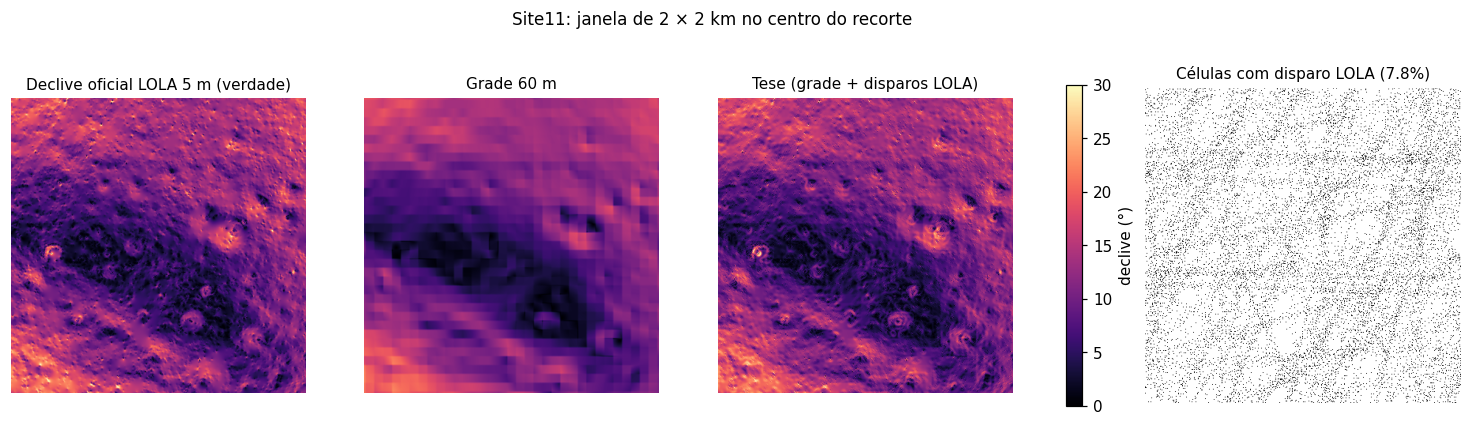 Site11: janela de 2 × 2 km no centro do recorte
Declive oficial LOLA 5 m (verdade)
Grade 60 m
Tese (grade + disparos LOLA)
Células com disparo LOLA (7.8%)
30
25
20
15
10
5
0
declive (°)